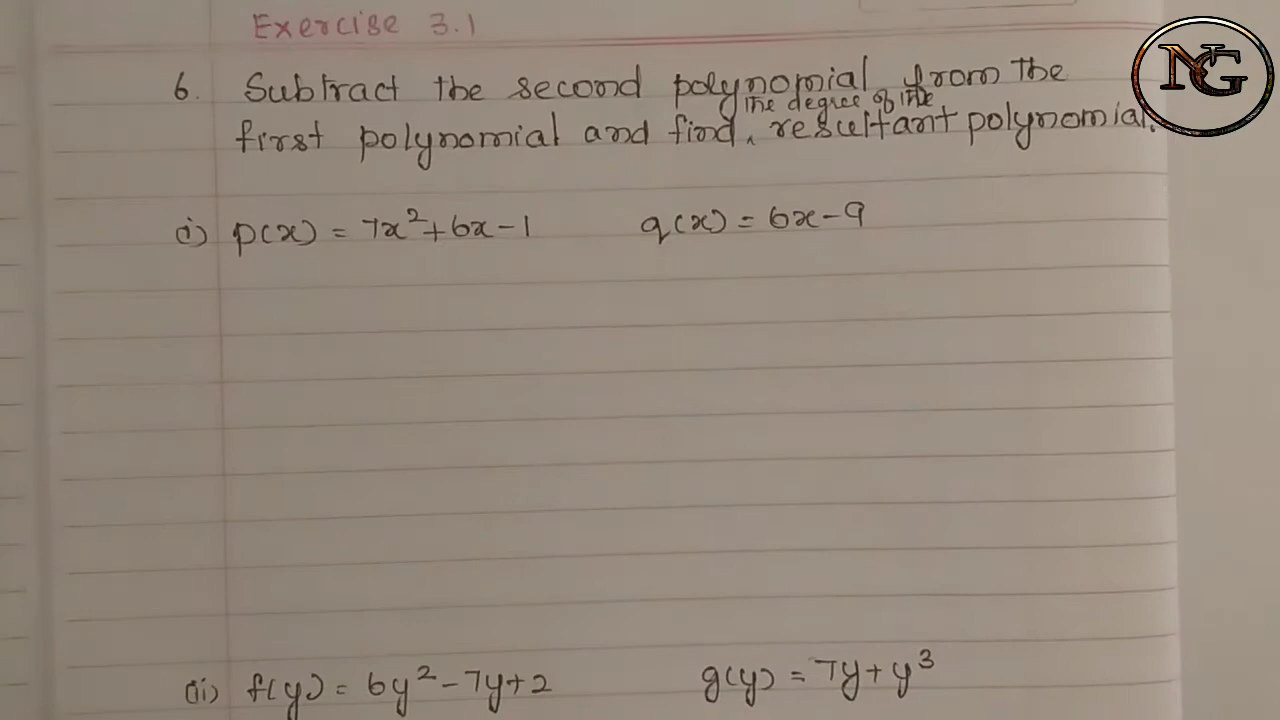 Exercise 3.1
NG
6. Subtract the second polynomial from the
the degree of the
first polynomial and find ‸ resultant polynomial.
i) p(x) = 7x²+6x-1 q(x) = 6x-9
(ii) f(y) = 6y²-7y+2 g(y) = 7y+y³